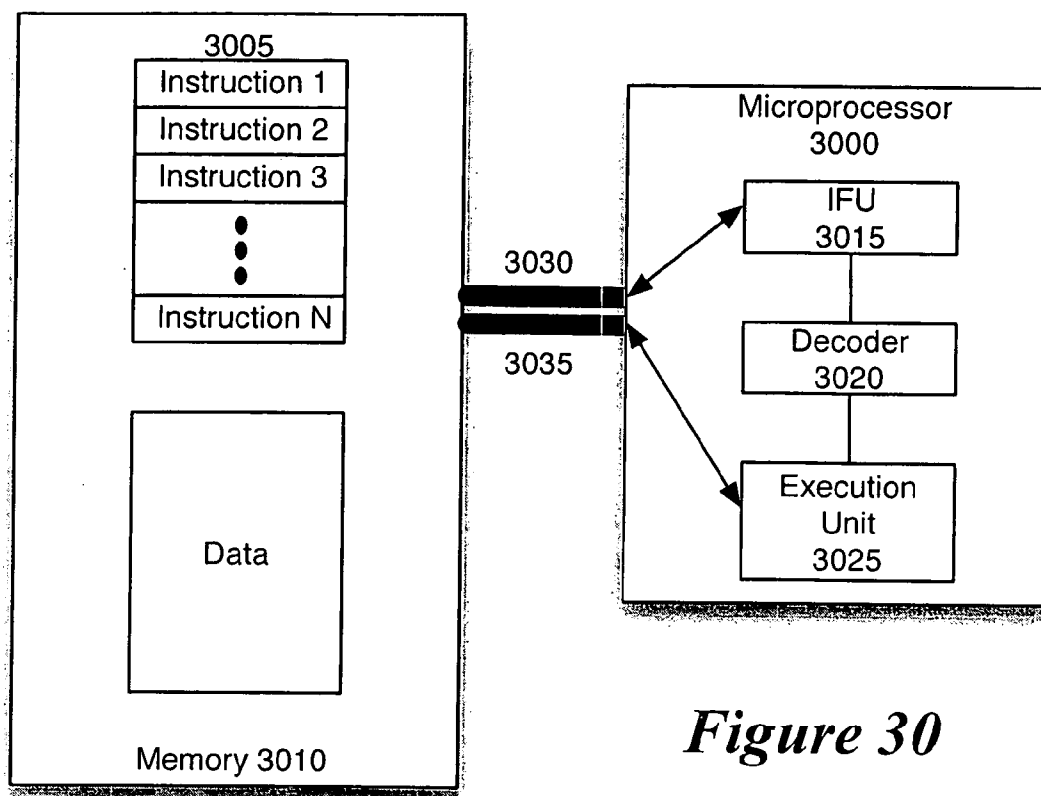 3005
Instruction 1
Instruction 2
Instruction 3
Instruction N
Data
Memory 3010
3030
3035
Microprocessor
3000
IFU
3015
Decoder
3020
Execution
Unit
3025
Figure 30